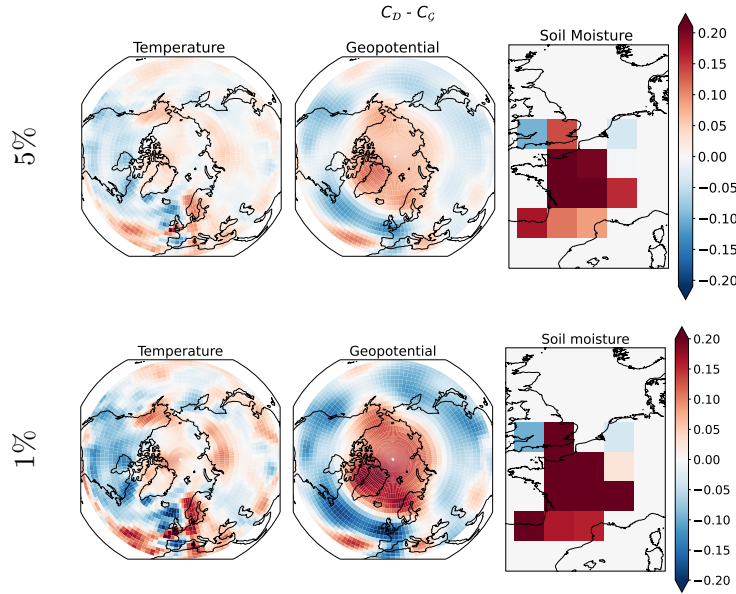 C_D - C_G
Temperature
Geopotential
Soil Moisture
5%
0.20
0.15
0.10
0.05
0.00
−0.05
−0.10
−0.15
−0.20
Temperature
Geopotential
Soil moisture
1%
0.20
0.15
0.10
0.05
0.00
−0.05
−0.10
−0.15
−0.20